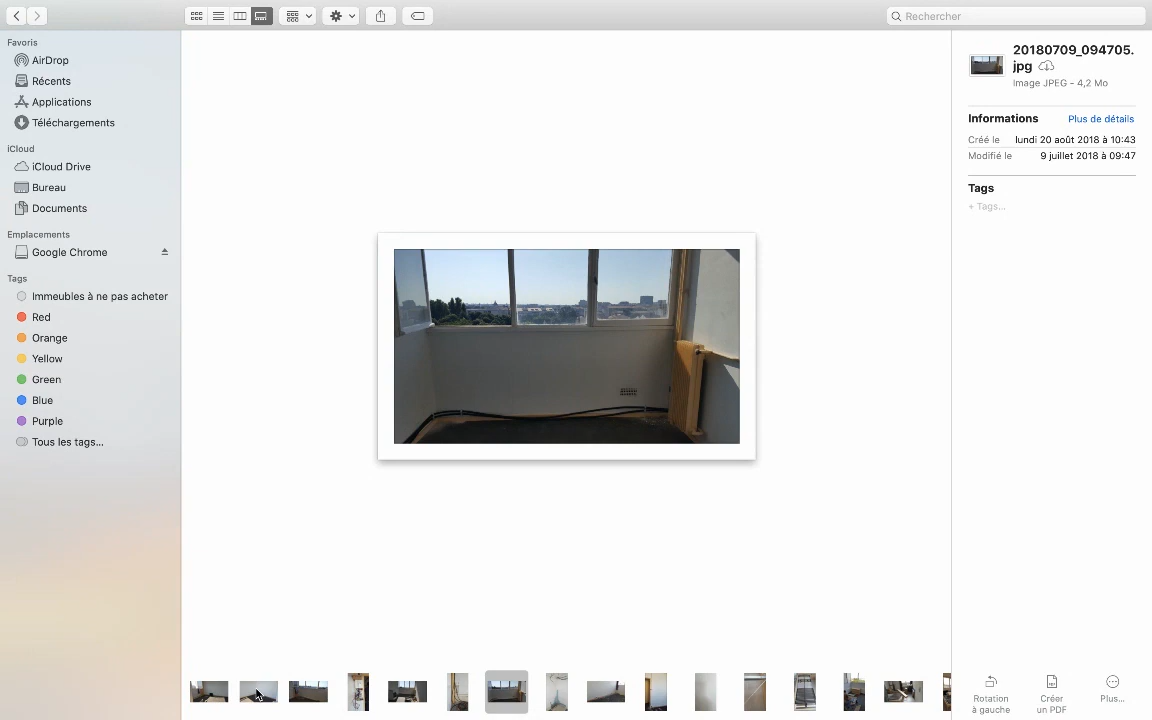 Rechercher
Favoris
AirDrop
Récents
Applications
Téléchargements
iCloud
iCloud Drive
Bureau
Documents
Emplacements
Google Chrome
Tags
Immeubles à ne pas acheter
Red
Orange
Yellow
Green
Blue
Purple
Tous les tags...
20180709_094705.
jpg
Image JPEG - 4,2 Mo
Informations Plus de détails
Créé le lundi 20 août 2018 à 10:43
Modifié le 9 juillet 2018 à 09:47
Tags
+ Tags...
Rotation
à gauche
Créer
un PDF
Plus...